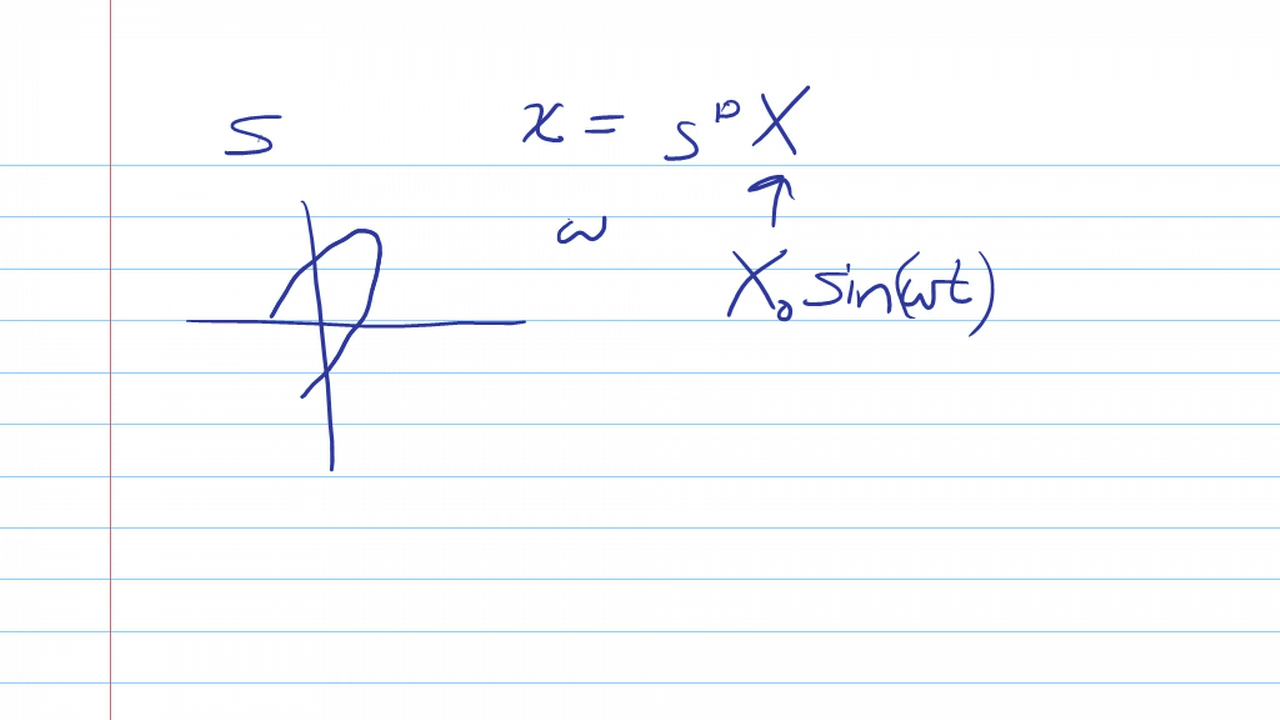 s x = s^p X
ω
X₀ sin(ωt)